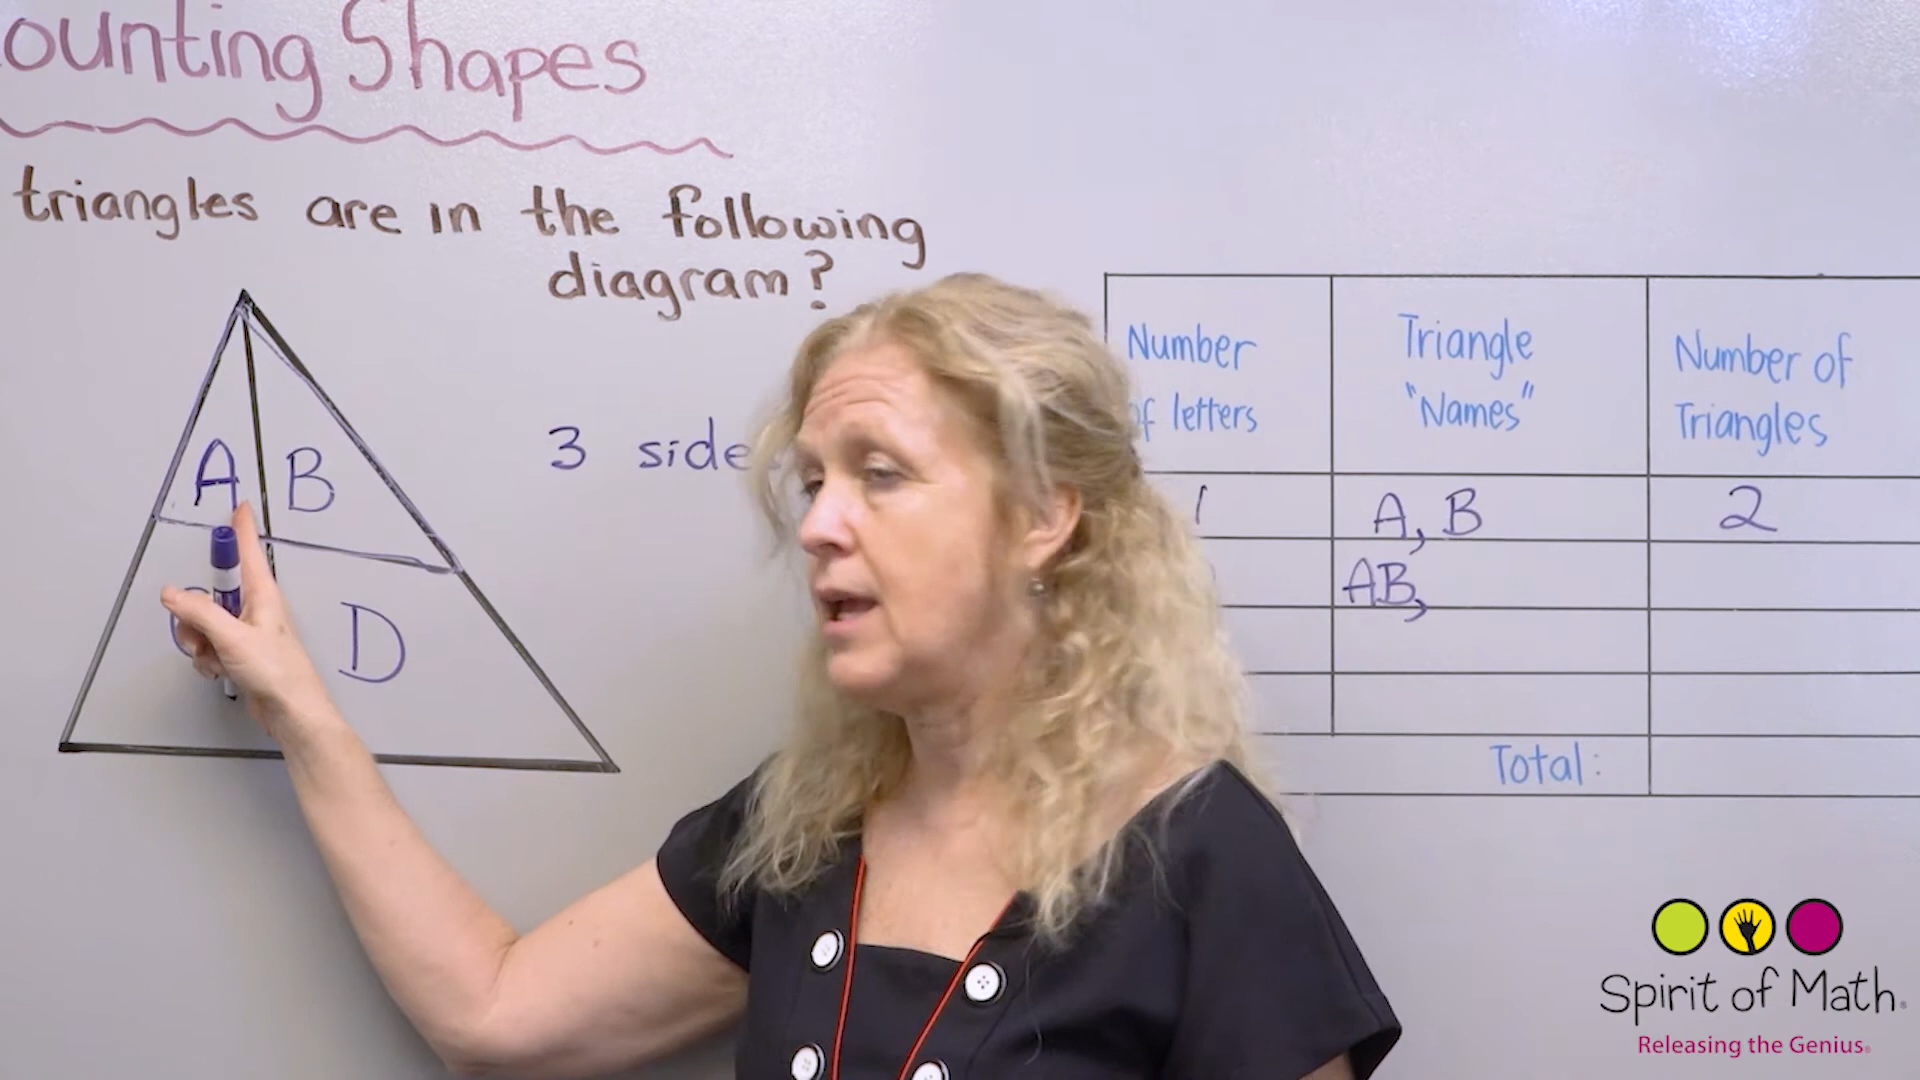 ounting Shapes
triangles are in the following
diagram?
A B
D
3 side
Number
of letters
Triangle
"Names"
Number of
Triangles
1
A, B
2
AB,
Total:
Spirit of Math
Releasing the Genius